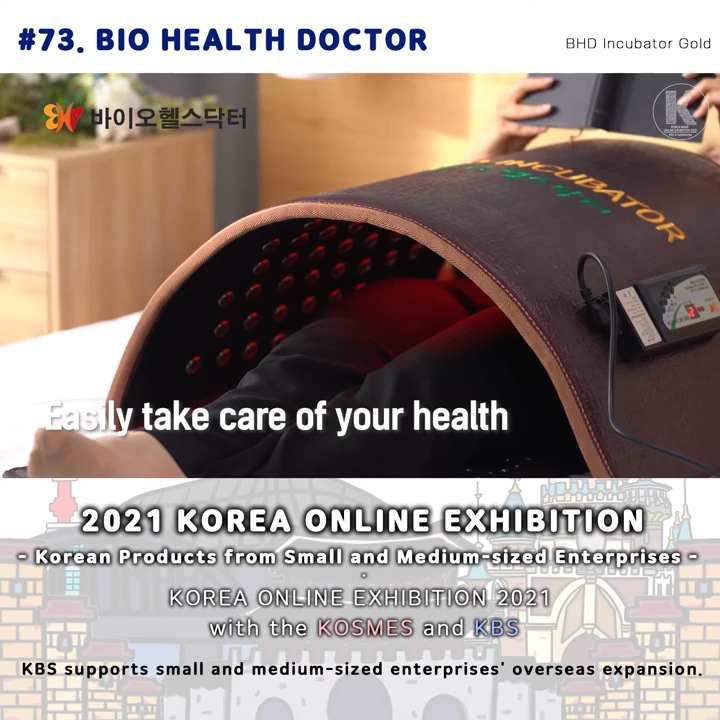 #73. BIO HEALTH DOCTOR
BHD Incubator Gold
바이오헬스닥터
K
INCUBATOR
Easily take care of your health
2021 KOREA ONLINE EXHIBITION
- Korean Products from Small and Medium-sized Enterprises -
KOREA ONLINE EXHIBITION 2021
with the KOSMES and KBS
KBS supports small and medium-sized enterprises' overseas expansion.